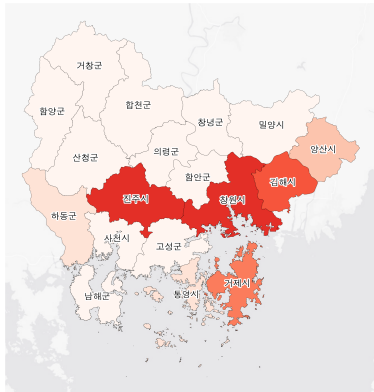 거창군
함양군
합천군
창녕군
밀양시
양산시
산청군
의령군
함안군
김해시
진주시
창원시
하동군
사천시
고성군
거제시
남해군
통영시